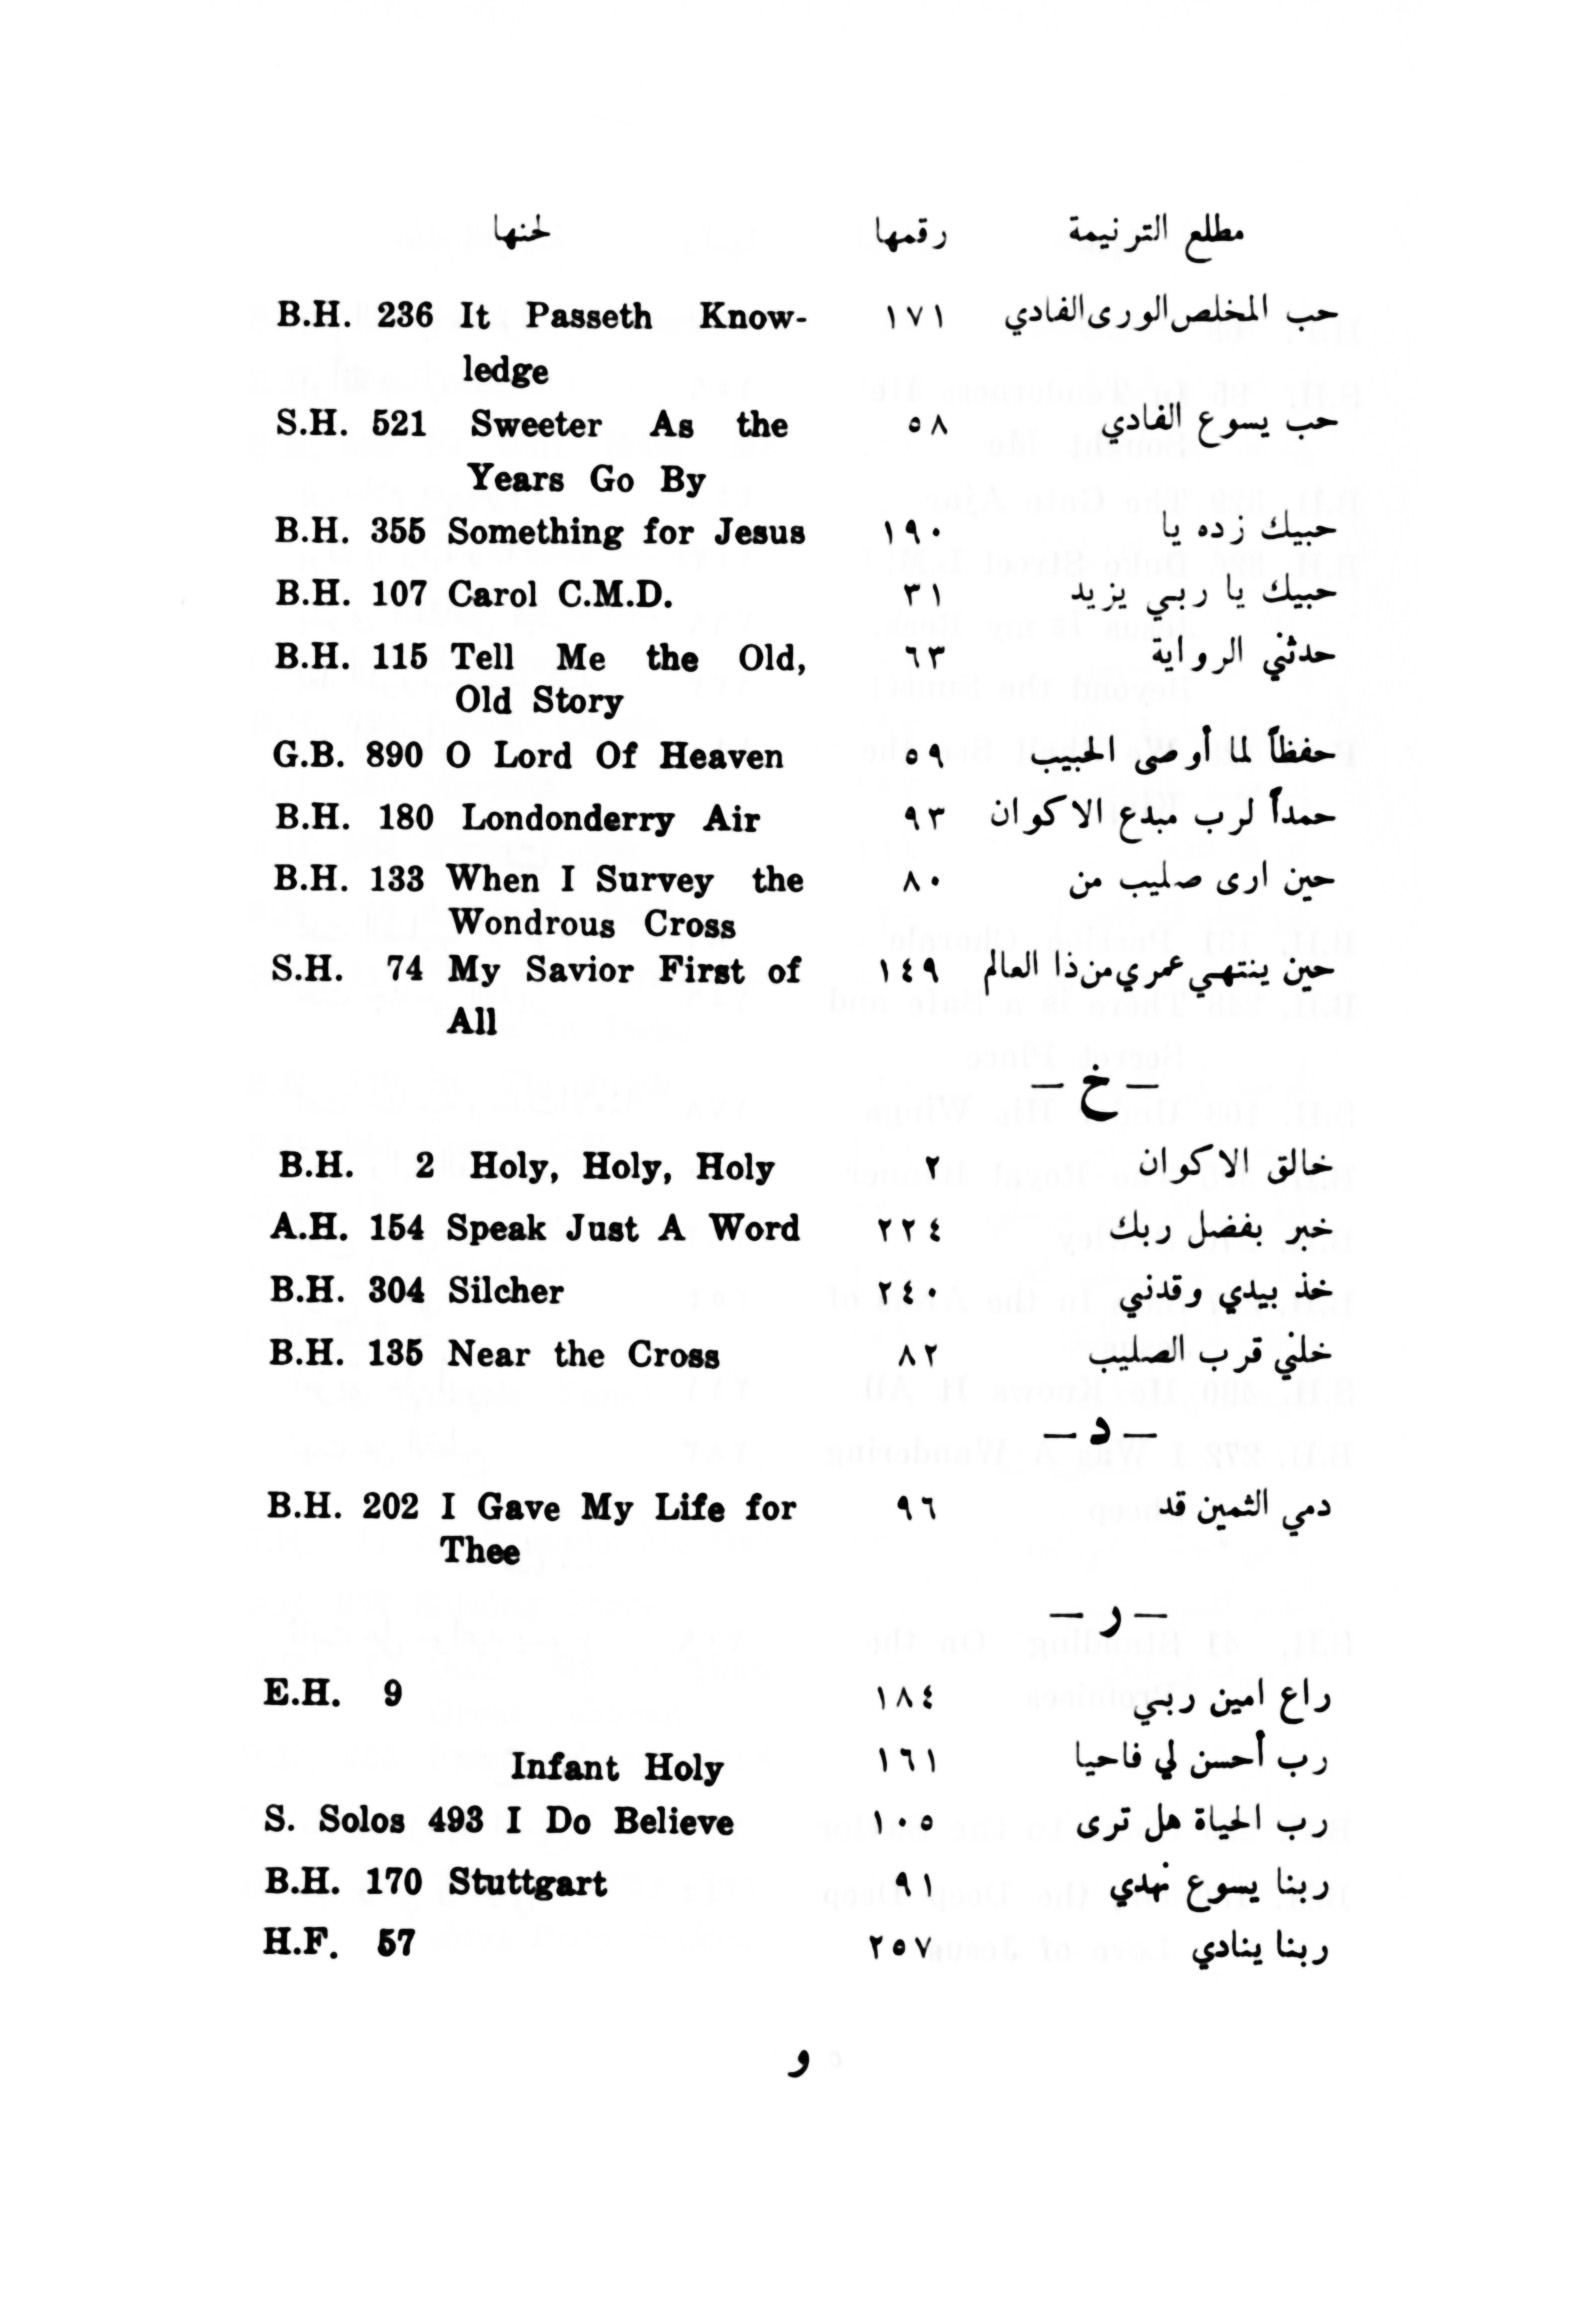 مطلع الترنيمة رقمها لحنها
حب المخلص الورى الفادي ١٧١ B.H. 236 It Passeth Know-
ledge
حب يسوع الفادي ٥٨ S.H. 521 Sweeter As the
Years Go By
حبيك زده يا ١٩٠ B.H. 355 Something for Jesus
حبيك يا ربي يزيد ٣١ B.H. 107 Carol C.M.D.
حدثني الرواية ٦٣ B.H. 115 Tell Me the Old,
Old Story
حفظاً لما أوصى الحبيب ٥٩ G.B. 890 O Lord Of Heaven
حمداً لرب مبدع الاكوان ٩٣ B.H. 180 Londonderry Air
حين ارى صليب من ٨٠ B.H. 133 When I Survey the
Wondrous Cross
حين ينتهي عمري من ذا العالم ١٤٩ S.H. 74 My Savior First of
All
— خ —
خالق الاكوان ٢ B.H. 2 Holy, Holy, Holy
خبر بفضل ربك ٢٢٤ A.H. 154 Speak Just A Word
خذ بيدي وقدني ٢٤٠ B.H. 304 Silcher
خلني قرب الصليب ٨٢ B.H. 135 Near the Cross
— د —
دمي الثمين قد ٩٦ B.H. 202 I Gave My Life for
Thee
— ر —
راع امين ربي ١٨٤ E.H. 9
رب أحسن لي فاحيا ١٦١ Infant Holy
رب الحياة هل ترى ١٠٥ S. Solos 493 I Do Believe
ربنا يسوع نهدي ٩١ B.H. 170 Stuttgart
ربنا ينادي ٢٥٧ H.F. 57
و